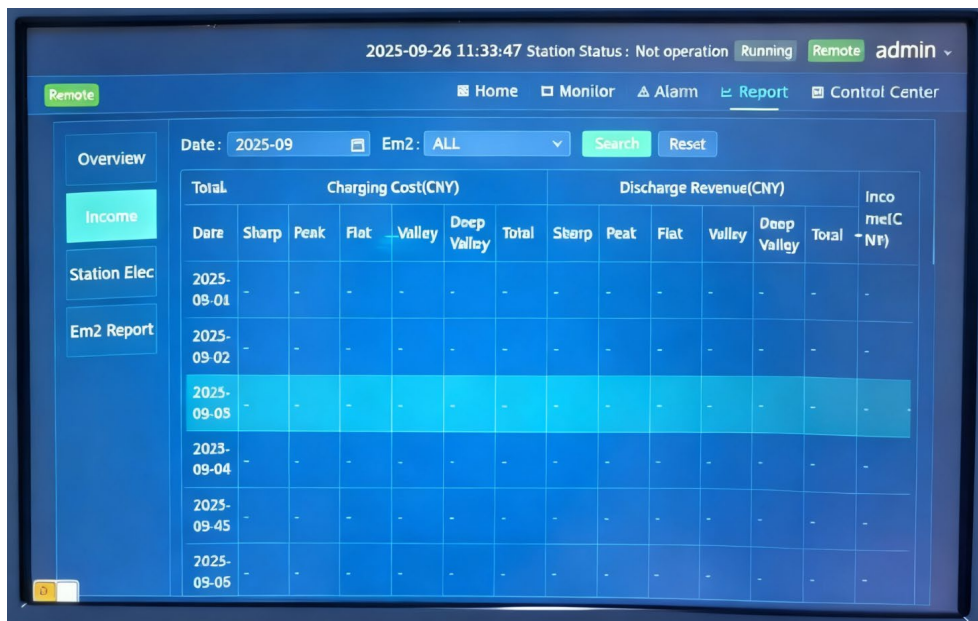 2025-09-26 11:33:47 Station Status : Not operation Running Remote admin
Remote
Home Monitor Alarm Report Control Center
Overview
Income
Station Elec
Em2 Report
Date : 2025-09 Em2 : ALL Search Reset
Total Charging Cost(CNY) Discharge Revenue(CNY) Inco
me(C
NY)
Date Sharp Peak Flat Valley Deep Valley Total Sharp Peat Flat Valley Deep Valley Total
2025-
09-01 - - - - - - - - - - - - -
2025-
09-02 - - - - - - - - - - - - -
2025-
09-05 - - - - - - - - - - - - -
2025-
09-04 - - - - - - - - - - - - -
2025-
09-45 - - - - - - - - - - - - -
2025-
09-05 - - - - - - - - - - - - -